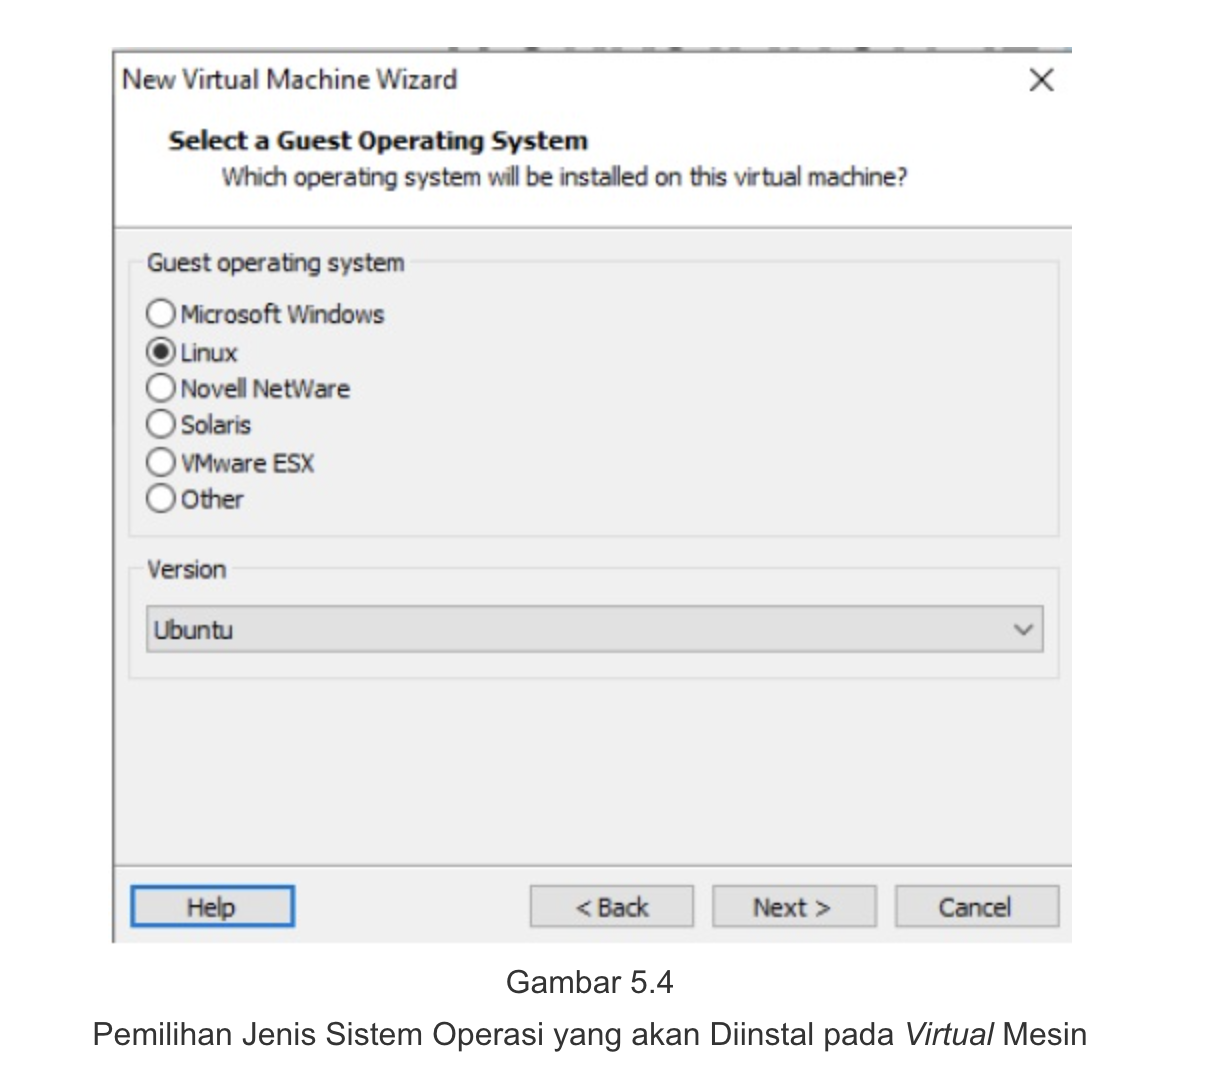 New Virtual Machine Wizard
Select a Guest Operating System
Which operating system will be installed on this virtual machine?
Guest operating system
Microsoft Windows
Linux
Novell NetWare
Solaris
VMware ESX
Other
Version
Ubuntu
Help
< Back
Next >
Cancel
Gambar 5.4
Pemilihan Jenis Sistem Operasi yang akan Diinstal pada Virtual Mesin